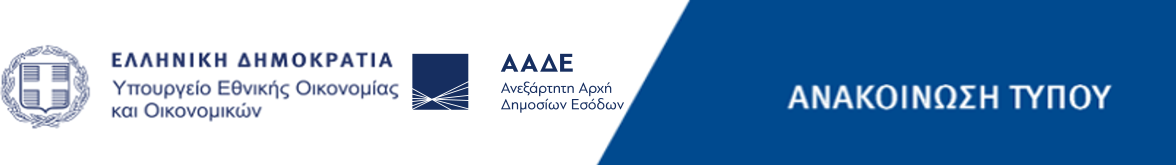 ΕΛΛΗΝΙΚΗ ΔΗΜΟΚΡΑΤΙΑ
Υπουργείο Εθνικής Οικονομίας
και Οικονομικών
ΑΑΔΕ
Ανεξάρτητη Αρχή
Δημοσίων Εσόδων
ΑΝΑΚΟΙΝΩΣΗ ΤΥΠΟΥ